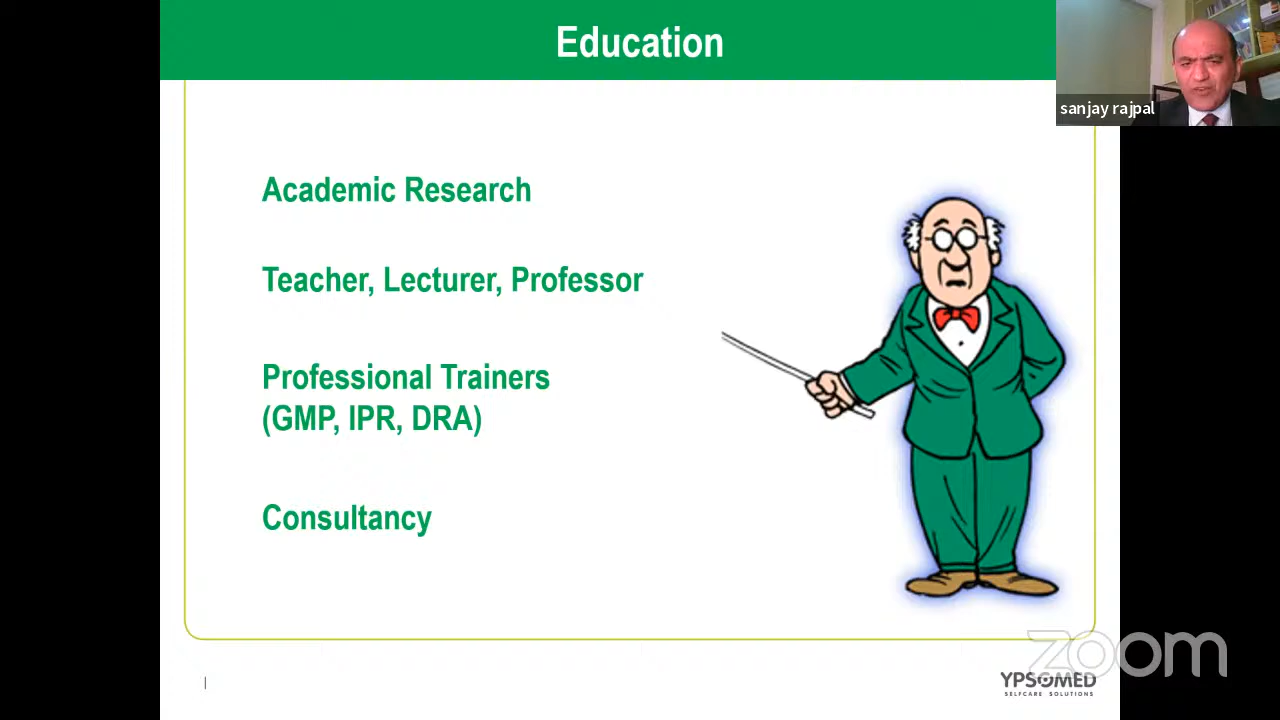 Education
sanjay rajpal
Academic Research
Teacher, Lecturer, Professor
Professional Trainers
(GMP, IPR, DRA)
Consultancy
zoom
YPSOMED
SELFCARE SOLUTIONS